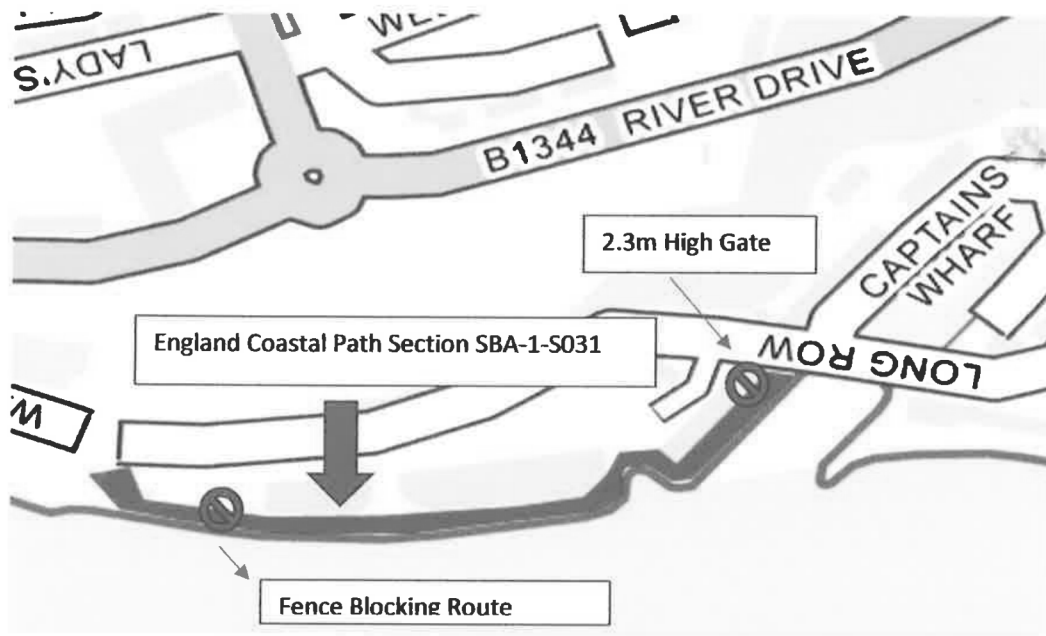 LADY'S
B1344 RIVER DRIVE
CAPTAINS
WHARF
2.3m High Gate
England Coastal Path Section SBA-1-S031
LONG ROW
Fence Blocking Route